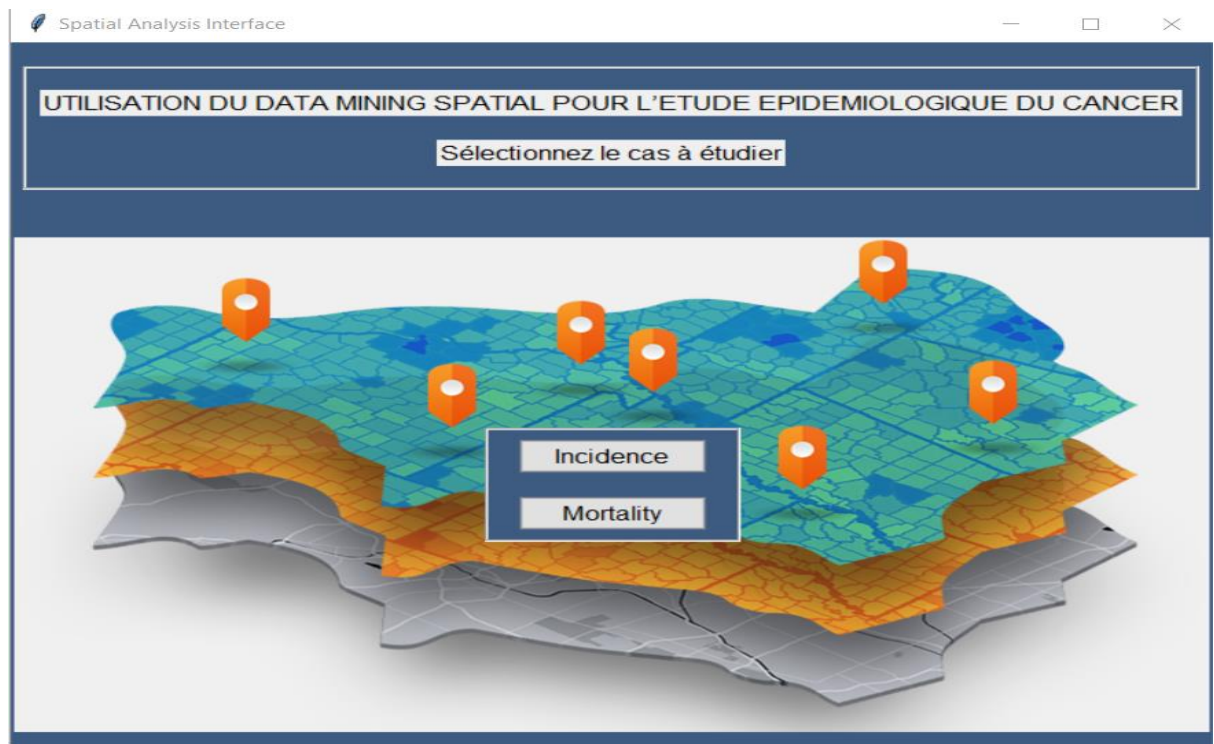 Spatial Analysis Interface
UTILISATION DU DATA MINING SPATIAL POUR L’ETUDE EPIDEMIOLOGIQUE DU CANCER
Sélectionnez le cas à étudier
Incidence
Mortality